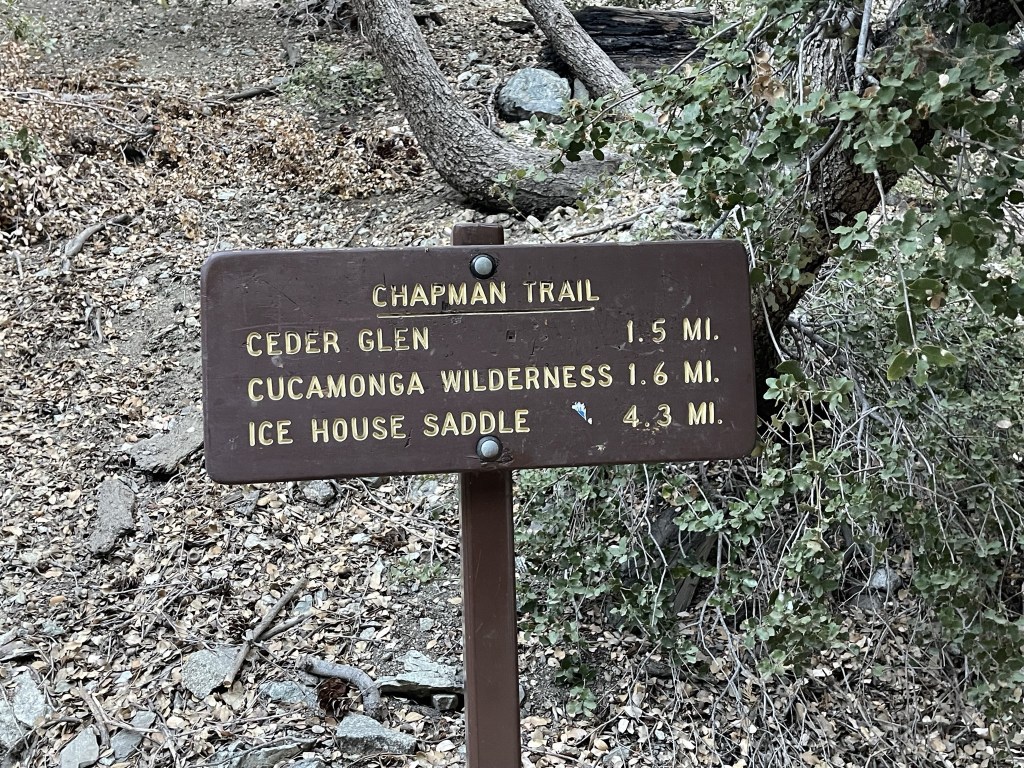 CHAPMAN TRAIL
CEDER GLEN 1.5 MI.
CUCAMONGA WILDERNESS 1.6 MI.
ICE HOUSE SADDLE 4.3 MI.